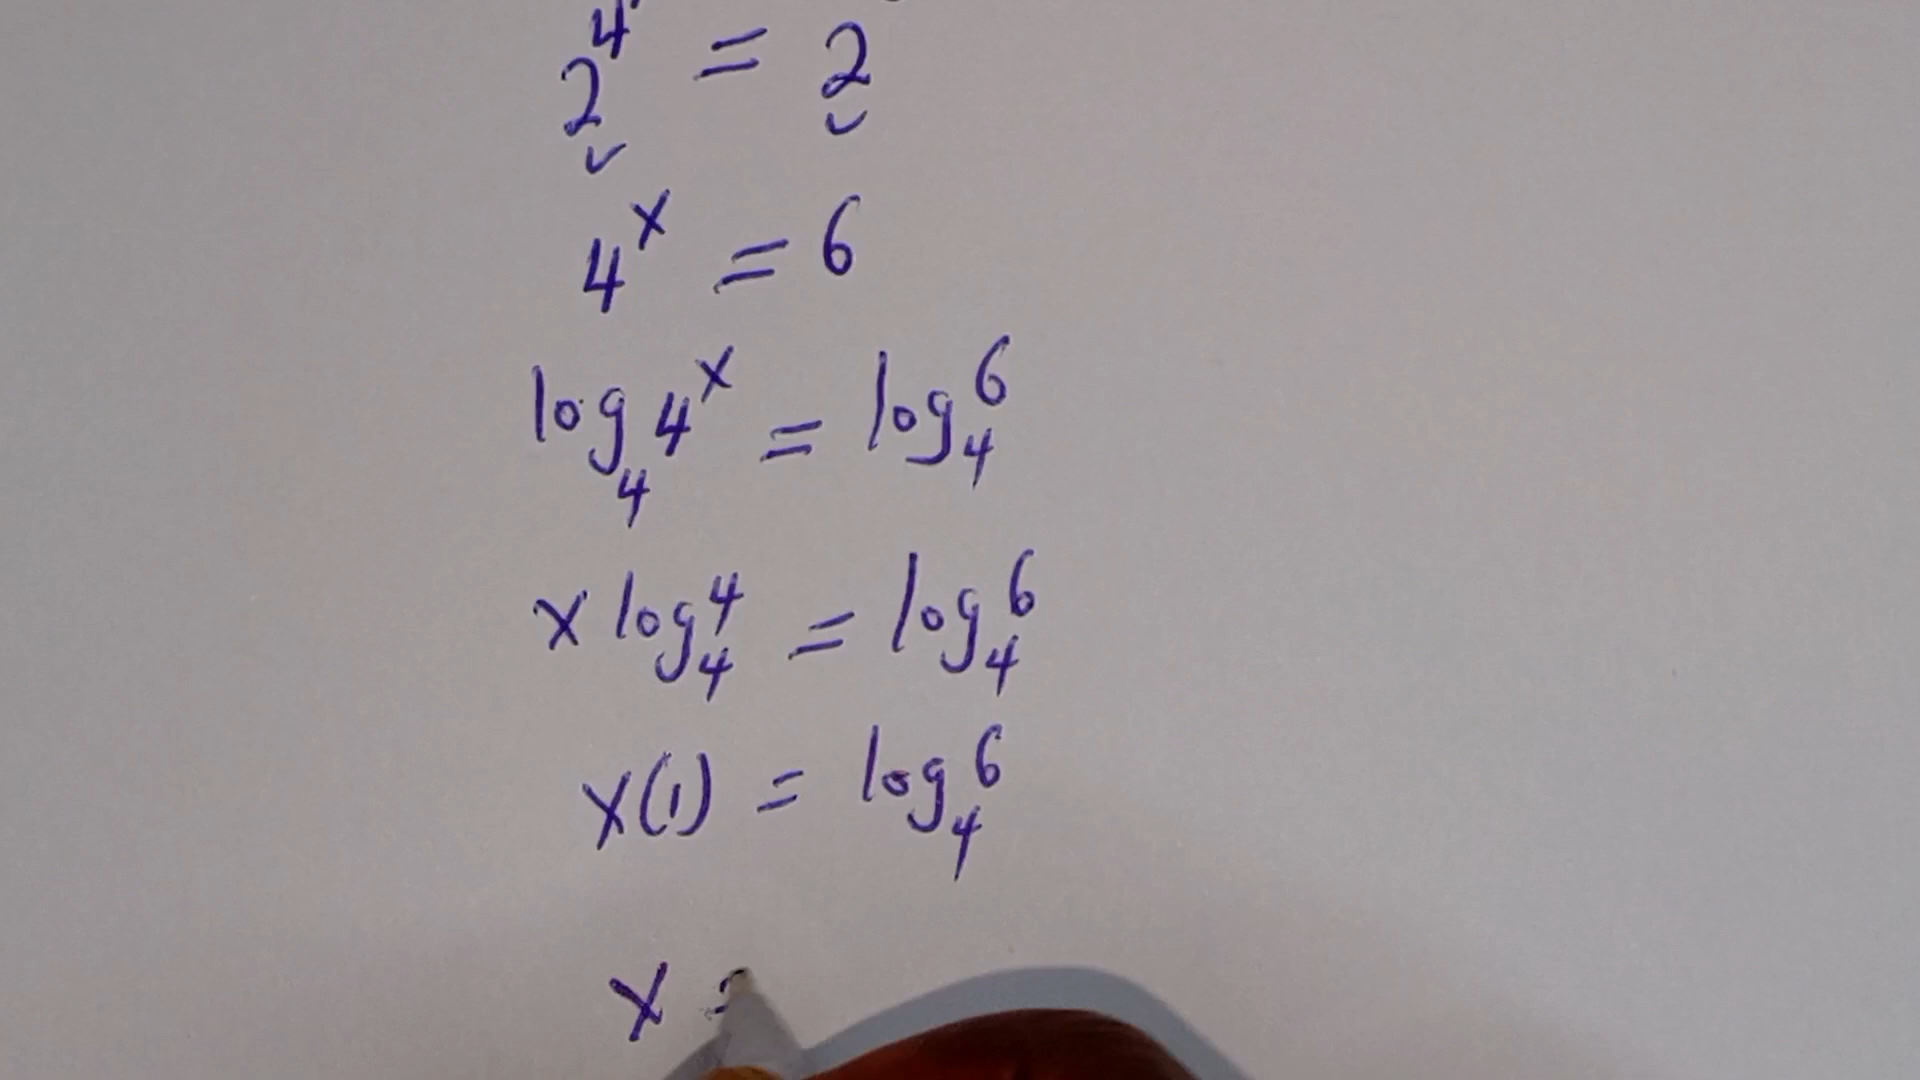 2^4 = 2
4^x = 6
log_4 4^x = log_4 6
x log_4 4 = log_4 6
x(1) = log_4 6
x =